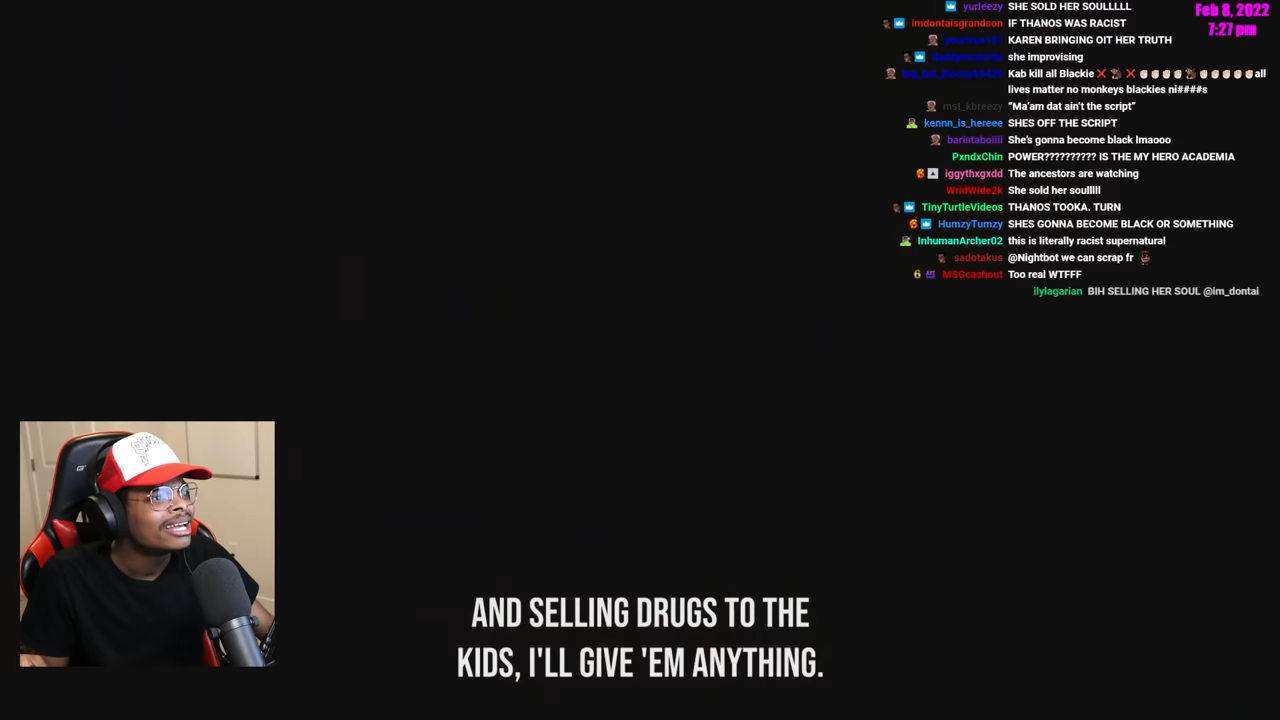 yurleezy SHE SOLD HER SOULLLLL
Feb 8, 2022
imdontaisgrandson IF THANOS WAS RACIST
7:27 pm
KAREN BRINGING OIT HER TRUTH
she improvising
Kab kill all Blackie ❌ ❌ all
lives matter no monkeys blackies ni####s
mst_kbreezy "Ma'am dat ain't the script"
kennn_is_hereee SHES OFF THE SCRIPT
baristaboiiii She's gonna become black lmaooo
PxndxChin POWER?????????? IS THE MY HERO ACADEMIA
iggythxgxdd The ancestors are watching
WrldWide2k She sold her soulllll
TinyTurtleVideos THANOS TOOKA. TURN
HumzyTumzy SHES GONNA BECOME BLACK OR SOMETHING
InhumanArcher02 this is literally racist supernatural
sadotakus @Nightbot we can scrap fr
6 MSGcashout Too real WTFFF
ilylagarian BIH SELLING HER SOUL @im_dontai
AND SELLING DRUGS TO THE
KIDS, I'LL GIVE 'EM ANYTHING.